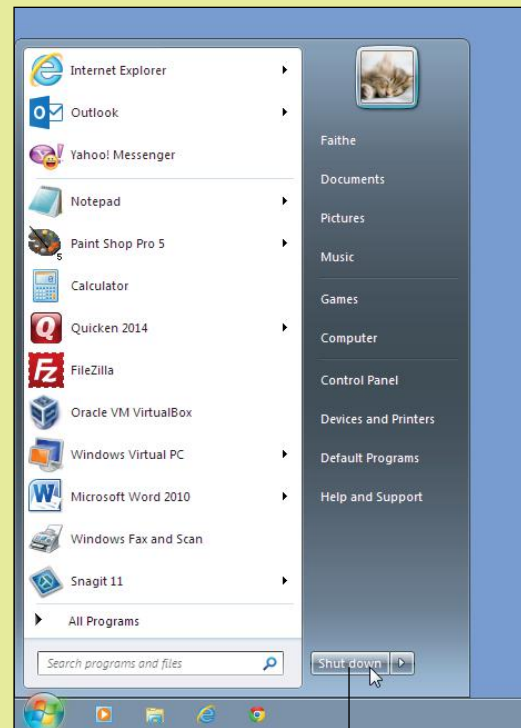 Internet Explorer
Outlook
Yahoo! Messenger
Notepad
Paint Shop Pro 5
Calculator
Quicken 2014
FileZilla
Oracle VM VirtualBox
Windows Virtual PC
Microsoft Word 2010
Windows Fax and Scan
Snagit 11
All Programs
Search programs and files
Faithe
Documents
Pictures
Music
Games
Computer
Control Panel
Devices and Printers
Default Programs
Help and Support
Shut down